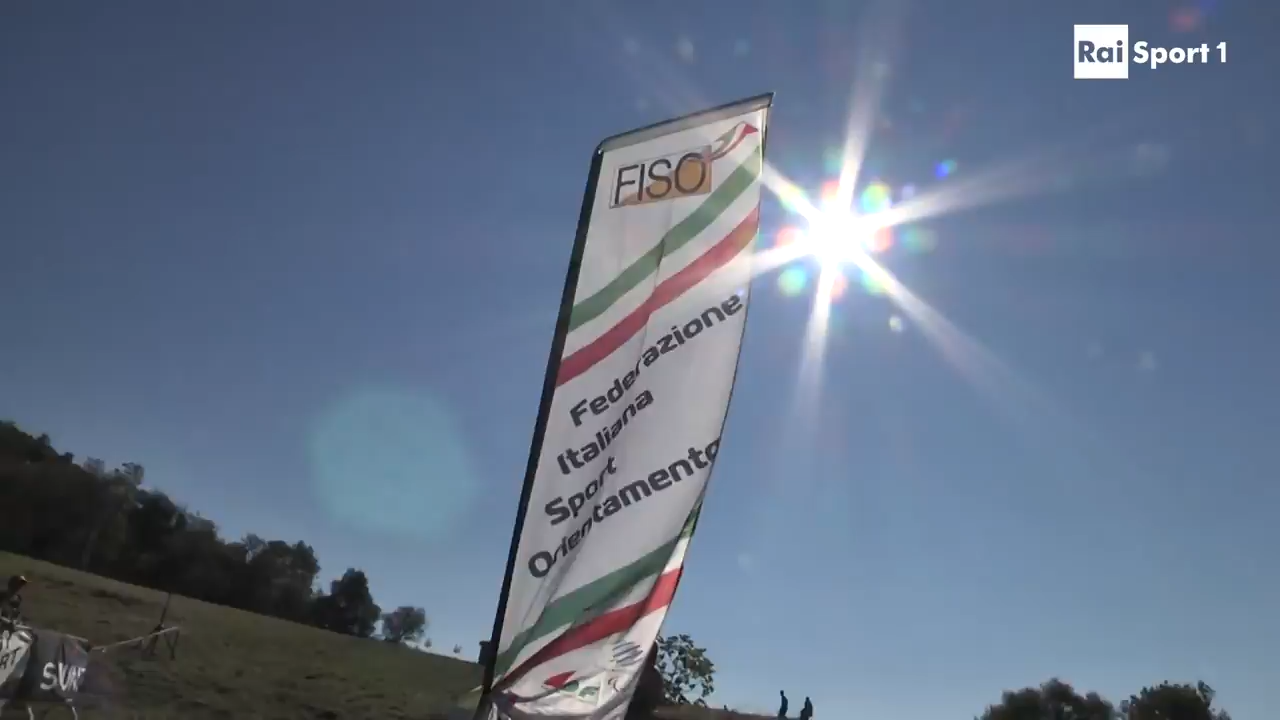 Rai Sport 1
FISO
Federazione
Italiana
Sport
Orientamento